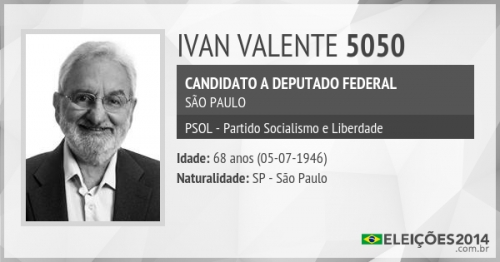 IVAN VALENTE 5050
CANDIDATO A DEPUTADO FEDERAL
SÃO PAULO
PSOL - Partido Socialismo e Liberdade
Idade: 68 anos (05-07-1946)
Naturalidade: SP - São Paulo
ELEIÇÕES2014
.com.br